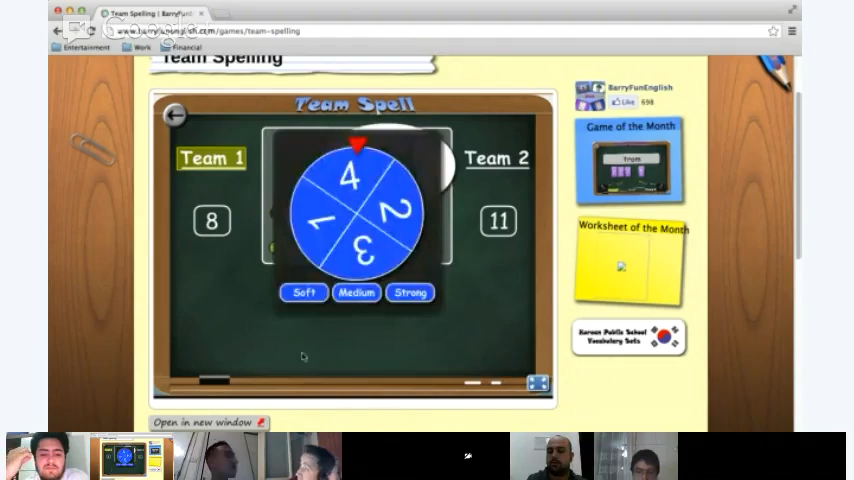 Team Spelling | BarryFun
Google
www.barryfunenglish.com/games/team-spelling
Entertainment Work Financial
Team Spelling
BarryFunEnglish
Like 698
Team Spell
Game of the Month
Team 1
Team 2
4
2
3
1
8
11
Worksheet of the Month
Soft Medium Strong
Korean Public School
Vocabulary Sets
Open in new window